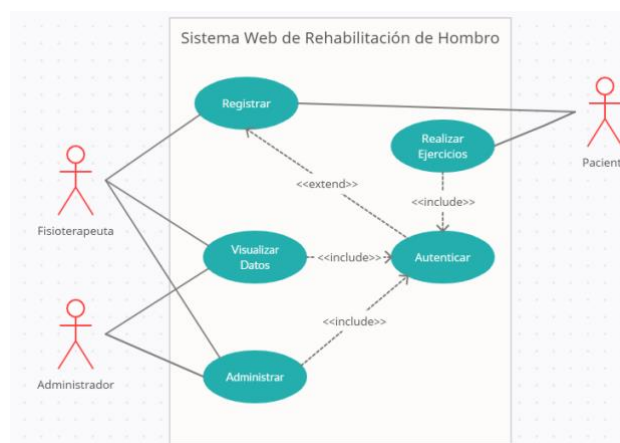 Sistema Web de Rehabilitación de Hombro
Registrar
Realizar
Ejercicios
Pacient
<<extend>>
<<include>>
Fisioterapeuta
Visualizar
Datos
<<include>>
Autenticar
<<include>>
Administrador
Administrar